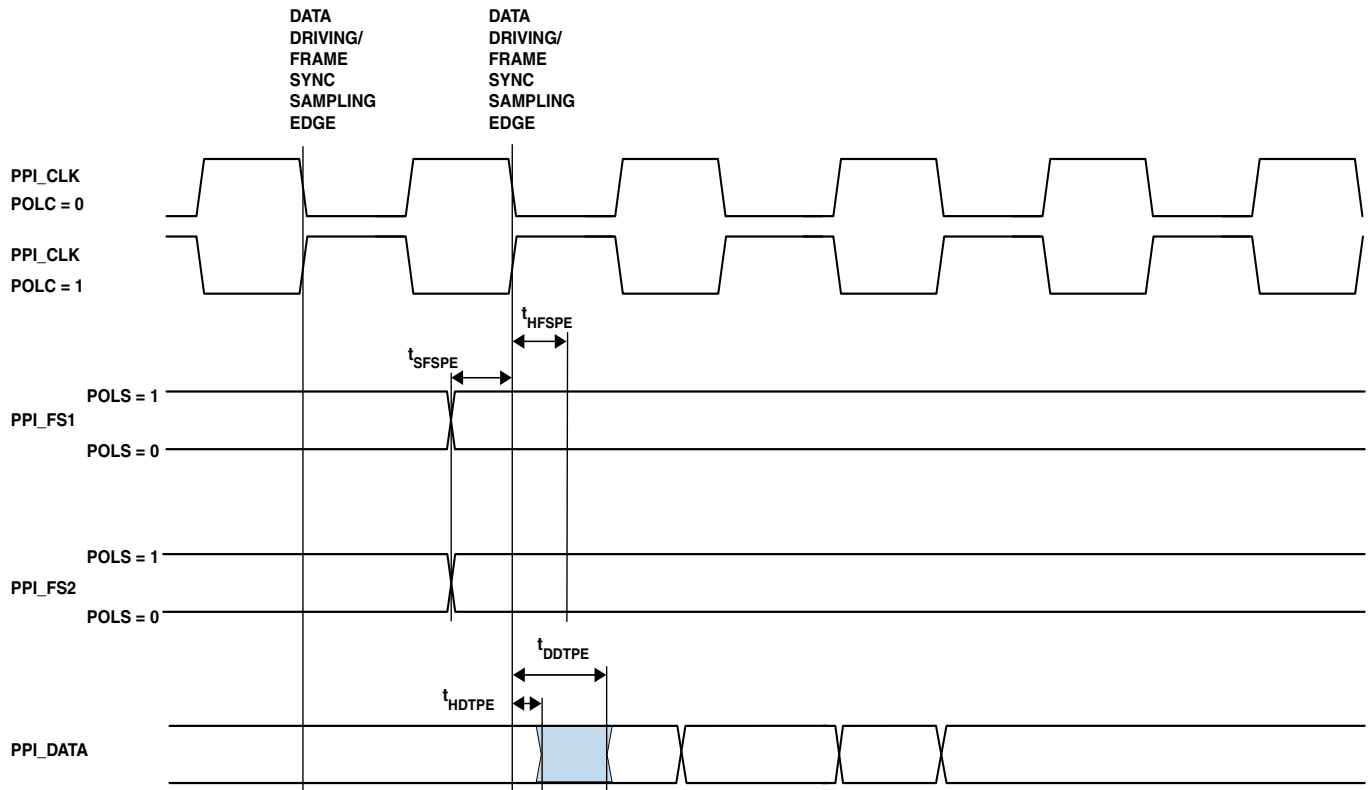 DATA
DRIVING/
FRAME
SYNC
SAMPLING
EDGE
DATA
DRIVING/
FRAME
SYNC
SAMPLING
EDGE
PPI_CLK
POLC = 0
PPI_CLK
POLC = 1
tHFSPE
tSFSPE
POLS = 1
PPI_FS1
POLS = 0
POLS = 1
PPI_FS2
POLS = 0
tDDTPE
tHDTPE
PPI_DATA